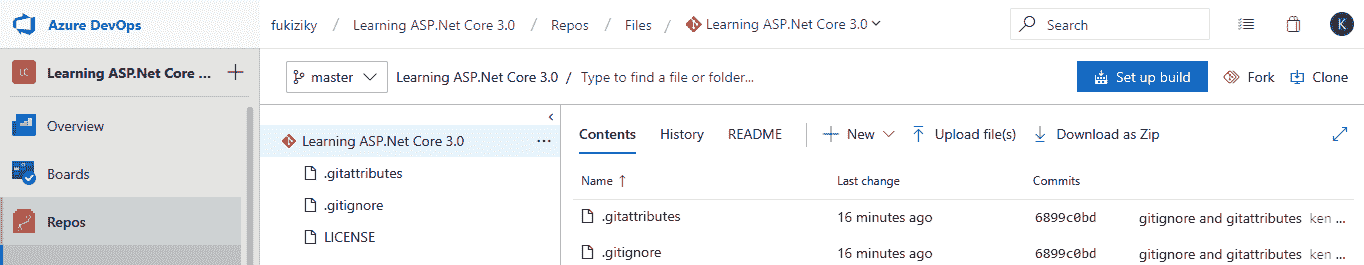 Azure DevOps
fukiziky / Learning ASP.Net Core 3.0 / Repos / Files / Learning ASP.Net Core 3.0
Search
K
LC Learning ASP.Net Core ...
Overview
Boards
Repos
master
Learning ASP.Net Core 3.0 / Type to find a file or folder...
Set up build
Fork
Clone
Learning ASP.Net Core 3.0 ...
.gitattributes
.gitignore
LICENSE
Contents History README New Upload file(s) Download as Zip
Name ↑ Last change Commits
.gitattributes 16 minutes ago 6899c0bd gitignore and gitattributes ken ...
.gitignore 16 minutes ago 6899c0bd gitignore and gitattributes ken ...